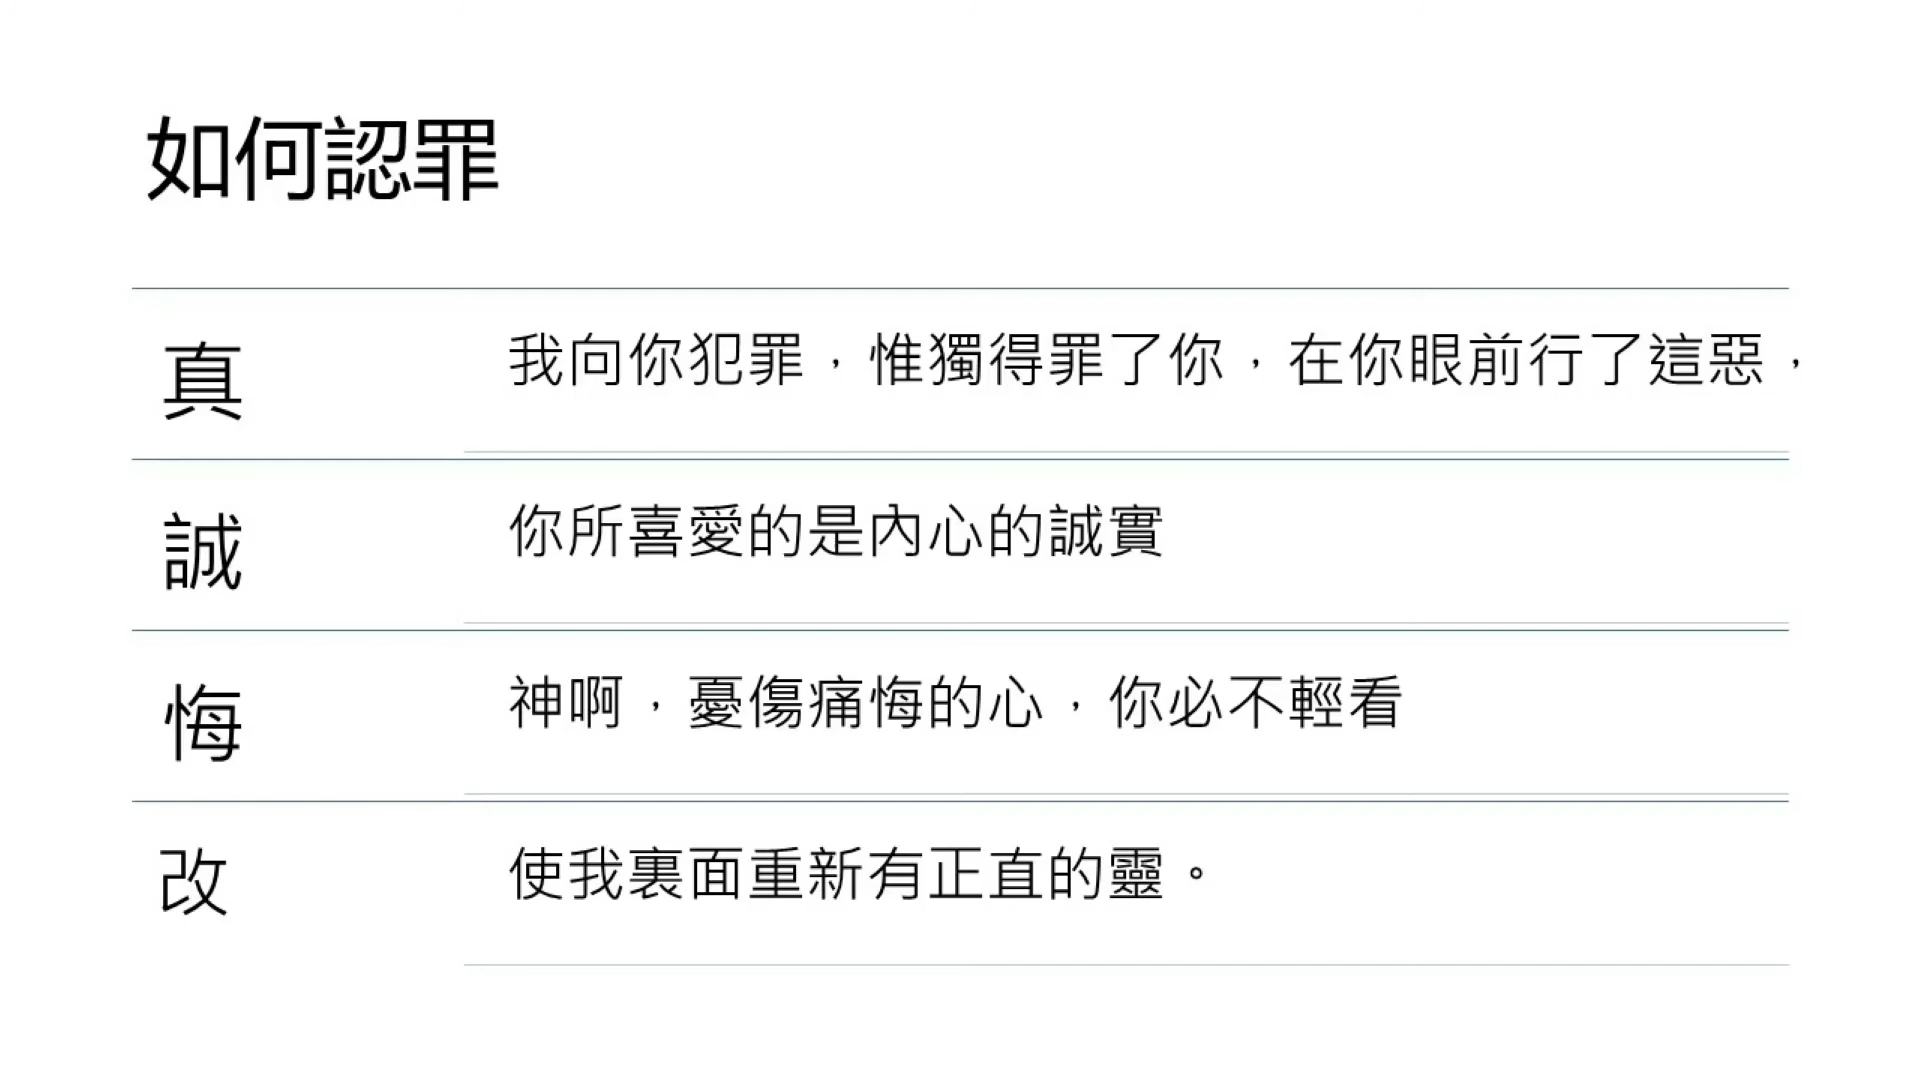 如何認罪
真
我向你犯罪，惟獨得罪了你，在你眼前行了這惡，
誠
你所喜愛的是內心的誠實
悔
神啊，憂傷痛悔的心，你必不輕看
改
使我裏面重新有正直的靈。